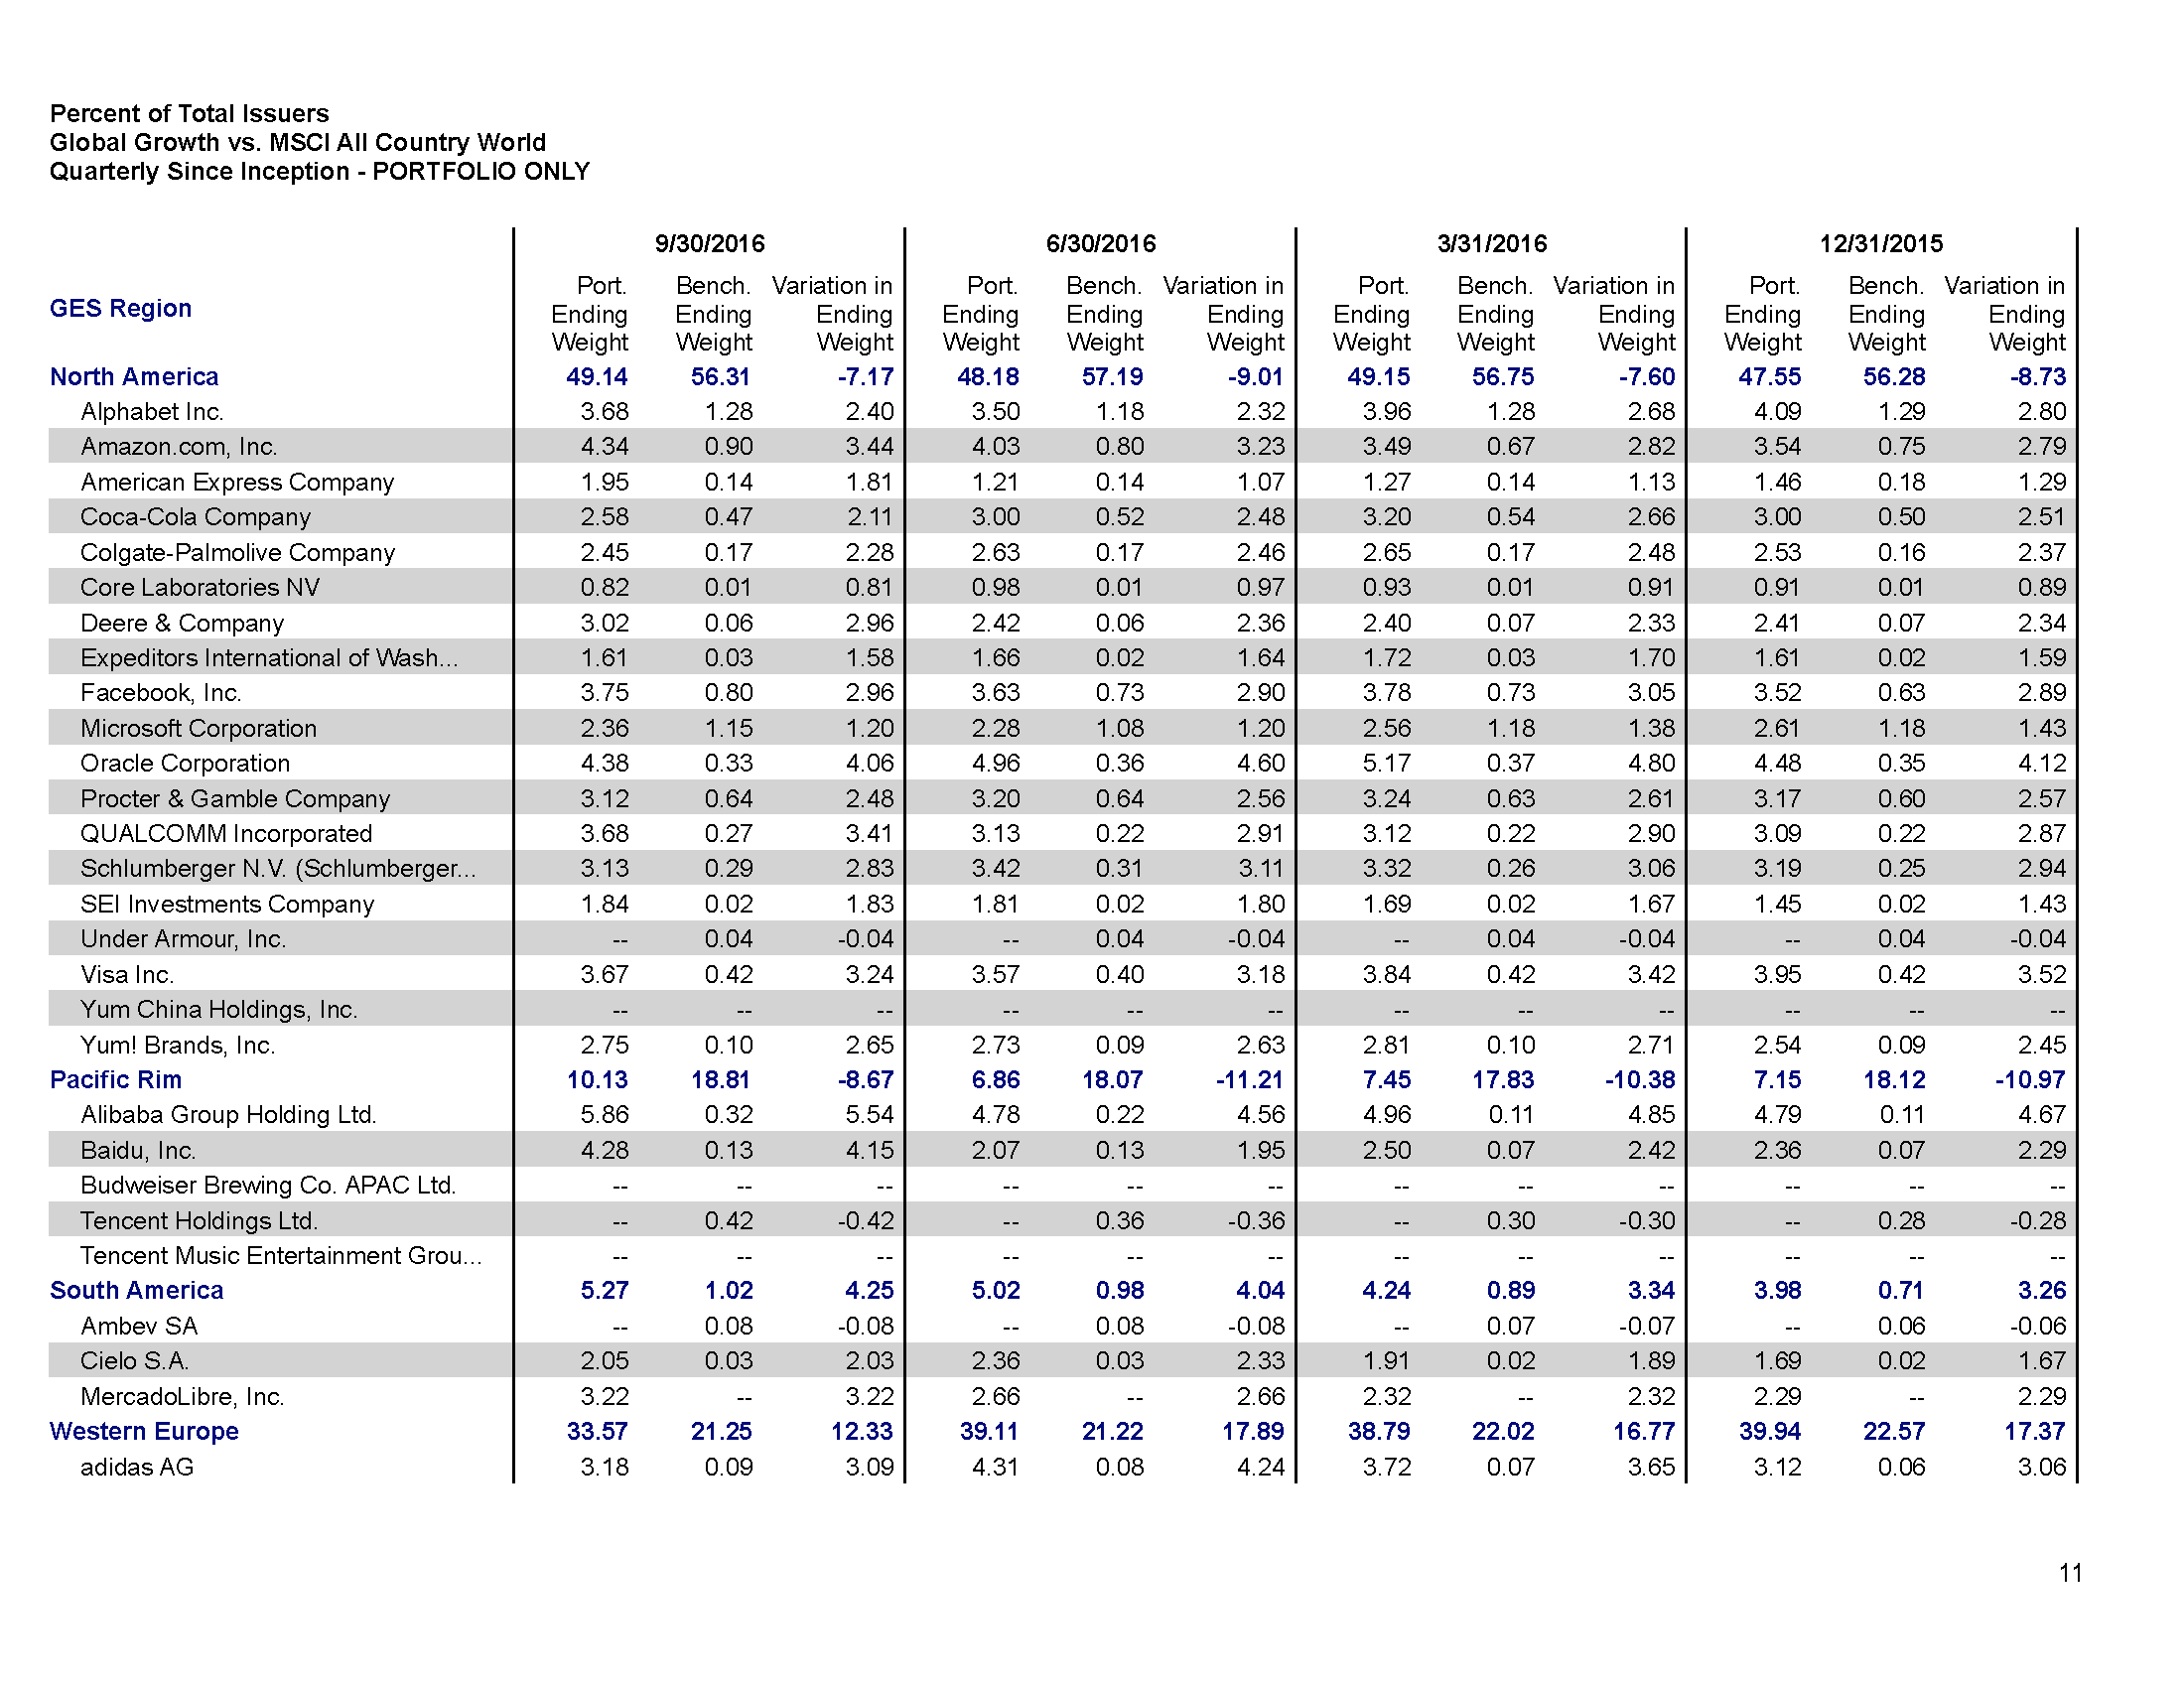 Percent of Total Issuers
Global Growth vs. MSCI All Country World
Quarterly Since Inception - PORTFOLIO ONLY
9/30/2016 6/30/2016 3/31/2016 12/31/2015
GES Region
Port. Bench. Variation in Port. Bench. Variation in Port. Bench. Variation in Port. Bench. Variation in
Ending Ending Ending Ending Ending Ending Ending Ending Ending Ending Ending Ending
Weight Weight Weight Weight Weight Weight Weight Weight Weight Weight Weight Weight
North America 49.14 56.31 -7.17 48.18 57.19 -9.01 49.15 56.75 -7.60 47.55 56.28 -8.73
Alphabet Inc. 3.68 1.28 2.40 3.50 1.18 2.32 3.96 1.28 2.68 4.09 1.29 2.80
Amazon.com, Inc. 4.34 0.90 3.44 4.03 0.80 3.23 3.49 0.67 2.82 3.54 0.75 2.79
American Express Company 1.95 0.14 1.81 1.21 0.14 1.07 1.27 0.14 1.13 1.46 0.18 1.29
Coca-Cola Company 2.58 0.47 2.11 3.00 0.52 2.48 3.20 0.54 2.66 3.00 0.50 2.51
Colgate-Palmolive Company 2.45 0.17 2.28 2.63 0.17 2.46 2.65 0.17 2.48 2.53 0.16 2.37
Core Laboratories NV 0.82 0.01 0.81 0.98 0.01 0.97 0.93 0.01 0.91 0.91 0.01 0.89
Deere & Company 3.02 0.06 2.96 2.42 0.06 2.36 2.40 0.07 2.33 2.41 0.07 2.34
Expeditors International of Wash... 1.61 0.03 1.58 1.66 0.02 1.64 1.72 0.03 1.70 1.61 0.02 1.59
Facebook, Inc. 3.75 0.80 2.96 3.63 0.73 2.90 3.78 0.73 3.05 3.52 0.63 2.89
Microsoft Corporation 2.36 1.15 1.20 2.28 1.08 1.20 2.56 1.18 1.38 2.61 1.18 1.43
Oracle Corporation 4.38 0.33 4.06 4.96 0.36 4.60 5.17 0.37 4.80 4.48 0.35 4.12
Procter & Gamble Company 3.12 0.64 2.48 3.20 0.64 2.56 3.24 0.63 2.61 3.17 0.60 2.57
QUALCOMM Incorporated 3.68 0.27 3.41 3.13 0.22 2.91 3.12 0.22 2.90 3.09 0.22 2.87
Schlumberger N.V. (Schlumberger... 3.13 0.29 2.83 3.42 0.31 3.11 3.32 0.26 3.06 3.19 0.25 2.94
SEI Investments Company 1.84 0.02 1.83 1.81 0.02 1.80 1.69 0.02 1.67 1.45 0.02 1.43
Under Armour, Inc. -- 0.04 -0.04 -- 0.04 -0.04 -- 0.04 -0.04 -- 0.04 -0.04
Visa Inc. 3.67 0.42 3.24 3.57 0.40 3.18 3.84 0.42 3.42 3.95 0.42 3.52
Yum China Holdings, Inc. -- -- -- -- -- -- -- -- -- -- -- --
Yum! Brands, Inc. 2.75 0.10 2.65 2.73 0.09 2.63 2.81 0.10 2.71 2.54 0.09 2.45
Pacific Rim 10.13 18.81 -8.67 6.86 18.07 -11.21 7.45 17.83 -10.38 7.15 18.12 -10.97
Alibaba Group Holding Ltd. 5.86 0.32 5.54 4.78 0.22 4.56 4.96 0.11 4.85 4.79 0.11 4.67
Baidu, Inc. 4.28 0.13 4.15 2.07 0.13 1.95 2.50 0.07 2.42 2.36 0.07 2.29
Budweiser Brewing Co. APAC Ltd. -- -- -- -- -- -- -- -- -- -- -- --
Tencent Holdings Ltd. -- 0.42 -0.42 -- 0.36 -0.36 -- 0.30 -0.30 -- 0.28 -0.28
Tencent Music Entertainment Grou... -- -- -- -- -- -- -- -- -- -- -- --
South America 5.27 1.02 4.25 5.02 0.98 4.04 4.24 0.89 3.34 3.98 0.71 3.26
Ambev SA -- 0.08 -0.08 -- 0.08 -0.08 -- 0.07 -0.07 -- 0.06 -0.06
Cielo S.A. 2.05 0.03 2.03 2.36 0.03 2.33 1.91 0.02 1.89 1.69 0.02 1.67
MercadoLibre, Inc. 3.22 -- 3.22 2.66 -- 2.66 2.32 -- 2.32 2.29 -- 2.29
Western Europe 33.57 21.25 12.33 39.11 21.22 17.89 38.79 22.02 16.77 39.94 22.57 17.37
adidas AG 3.18 0.09 3.09 4.31 0.08 4.24 3.72 0.07 3.65 3.12 0.06 3.06
11